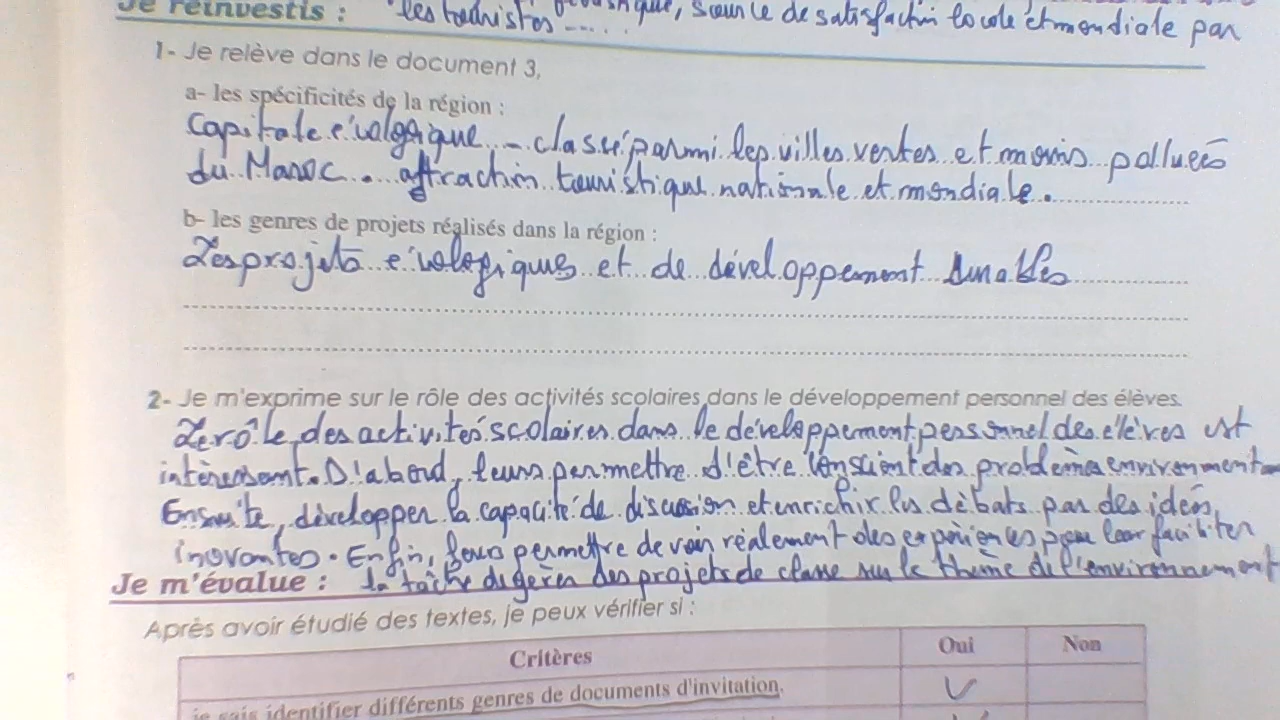 Je réinvestis : les touristes ..... source de satisfaction locale et mondiale par
1- Je relève dans le document 3,
a- les spécificités de la région :
Capitale écologique - classé parmi les villes vertes et moins polluées
du Maroc. attraction touristique nationale et mondiale.
b- les genres de projets réalisés dans la région :
Les projets écologiques et de développement durables
2- Je m'exprime sur le rôle des activités scolaires dans le développement personnel des élèves.
Le rôle des activités scolaires dans le développement personnel des élèves est
intéressant. D'abord, leurs permettre d'être conscient des problèmes environnement
Ensuite, développer la capacité de discussion et enrichir les débats par des idées
inovantes. Enfin, leurs permettre de voir réalement des expériences pour leur faciliter
Je m'évalue : la tâche de gérer des projets de classe sur le thème de l'environnement
Après avoir étudié des textes, je peux vérifier si :
Critères Oui Non
je sais identifier différents genres de documents d'invitation.